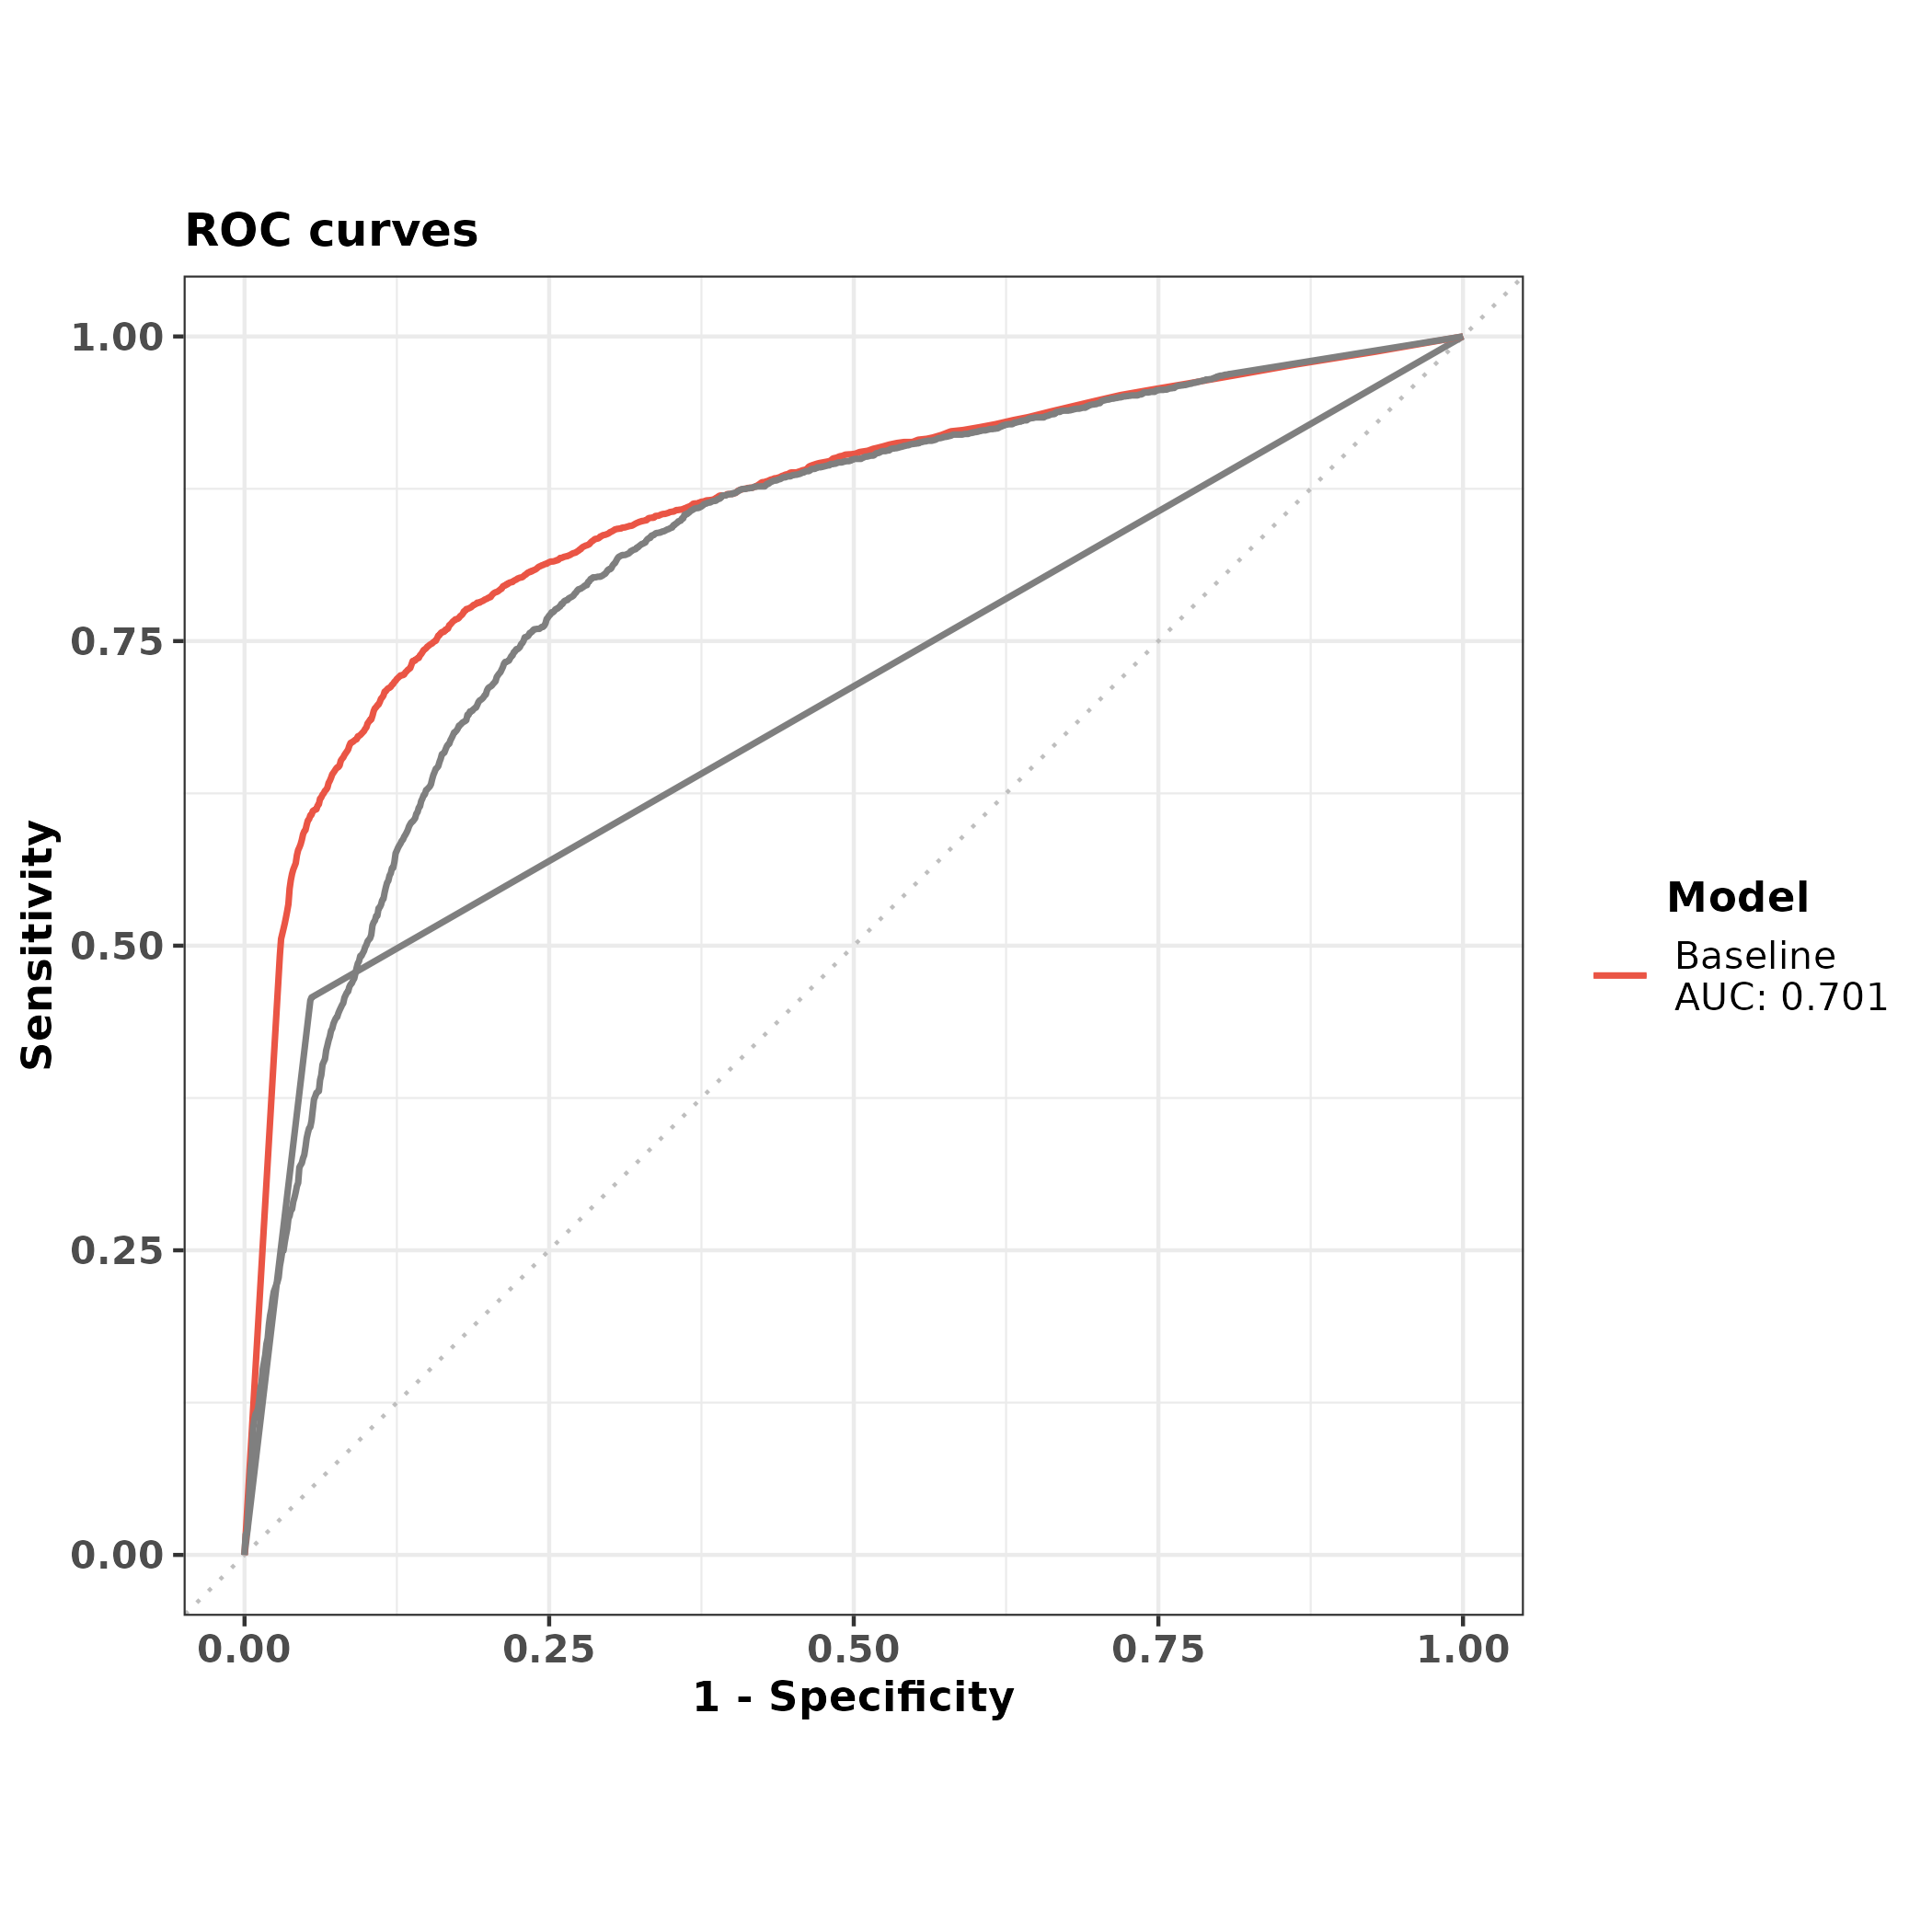 ROC curves
1.00
0.75
0.50
0.25
0.00
Sensitivity
0.00 0.25 0.50 0.75 1.00
1 - Specificity
Model
Baseline
AUC: 0.701